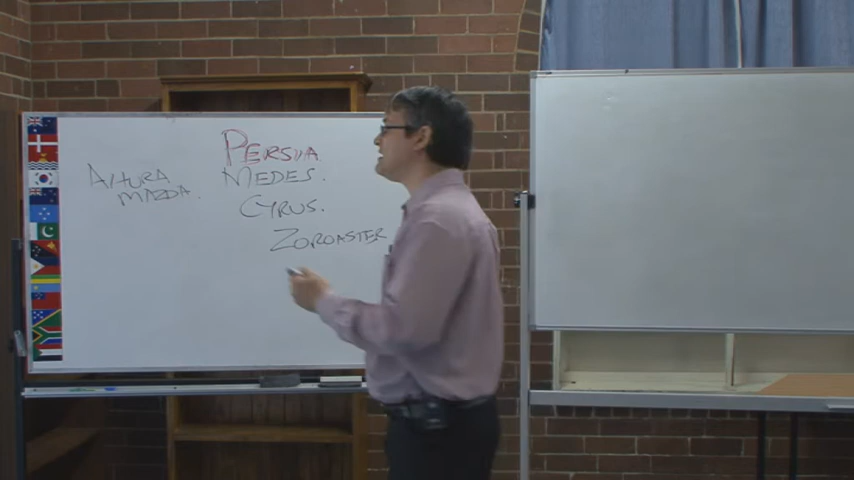 PERSIA
MEDES.
AHURA
MAZDA.
CYRUS.
ZOROASTER